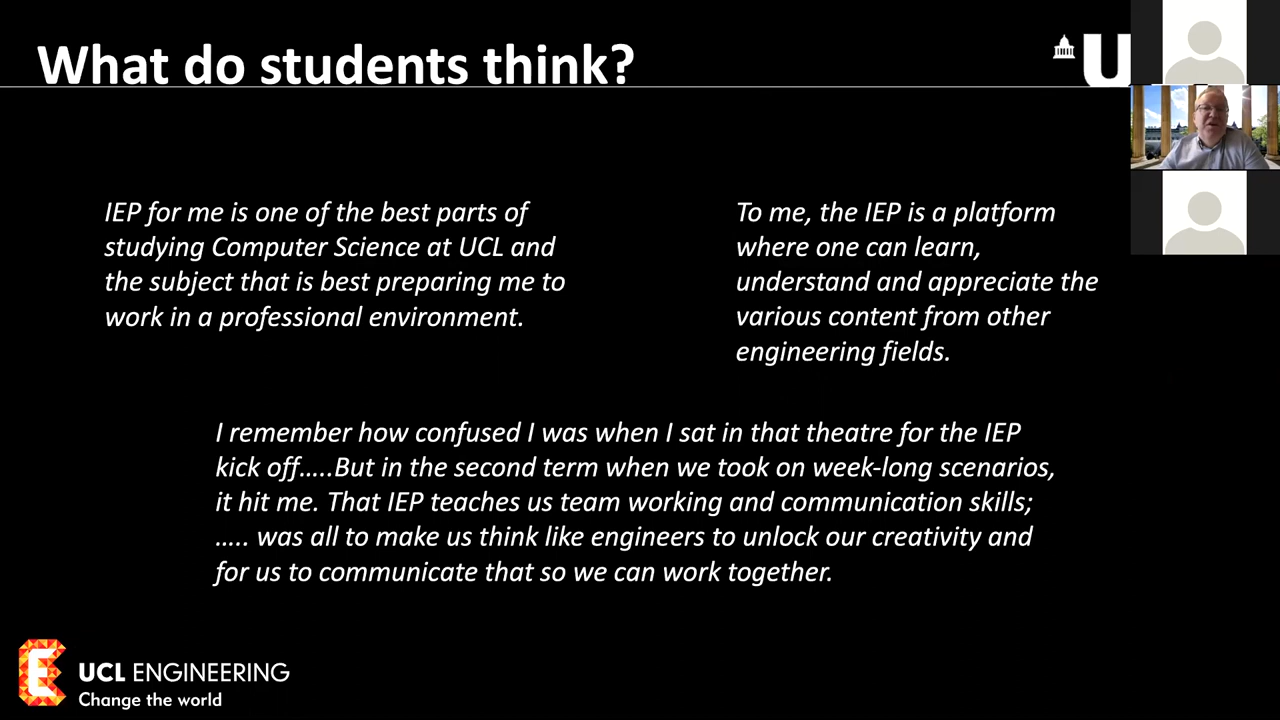 What do students think?
U
IEP for me is one of the best parts of
studying Computer Science at UCL and
the subject that is best preparing me to
work in a professional environment.
To me, the IEP is a platform
where one can learn,
understand and appreciate the
various content from other
engineering fields.
I remember how confused I was when I sat in that theatre for the IEP
kick off…..But in the second term when we took on week-long scenarios,
it hit me. That IEP teaches us team working and communication skills;
….. was all to make us think like engineers to unlock our creativity and
for us to communicate that so we can work together.
UCL ENGINEERING
Change the world